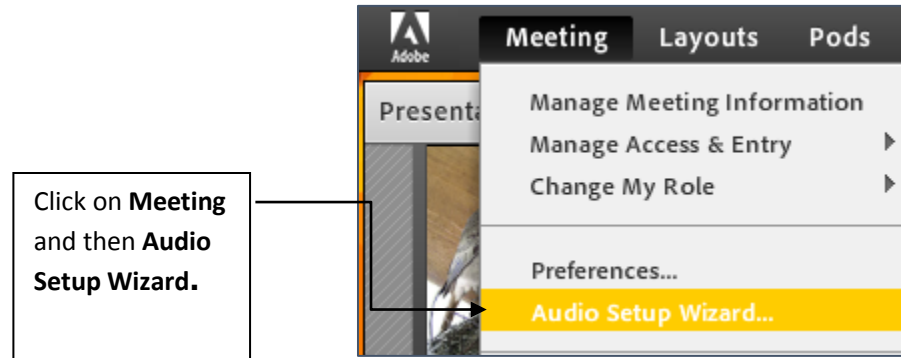 Adobe
Meeting Layouts Pods
Presenta
Manage Meeting Information
Manage Access & Entry
Change My Role
Preferences...
Audio Setup Wizard...
Click on Meeting
and then Audio
Setup Wizard.